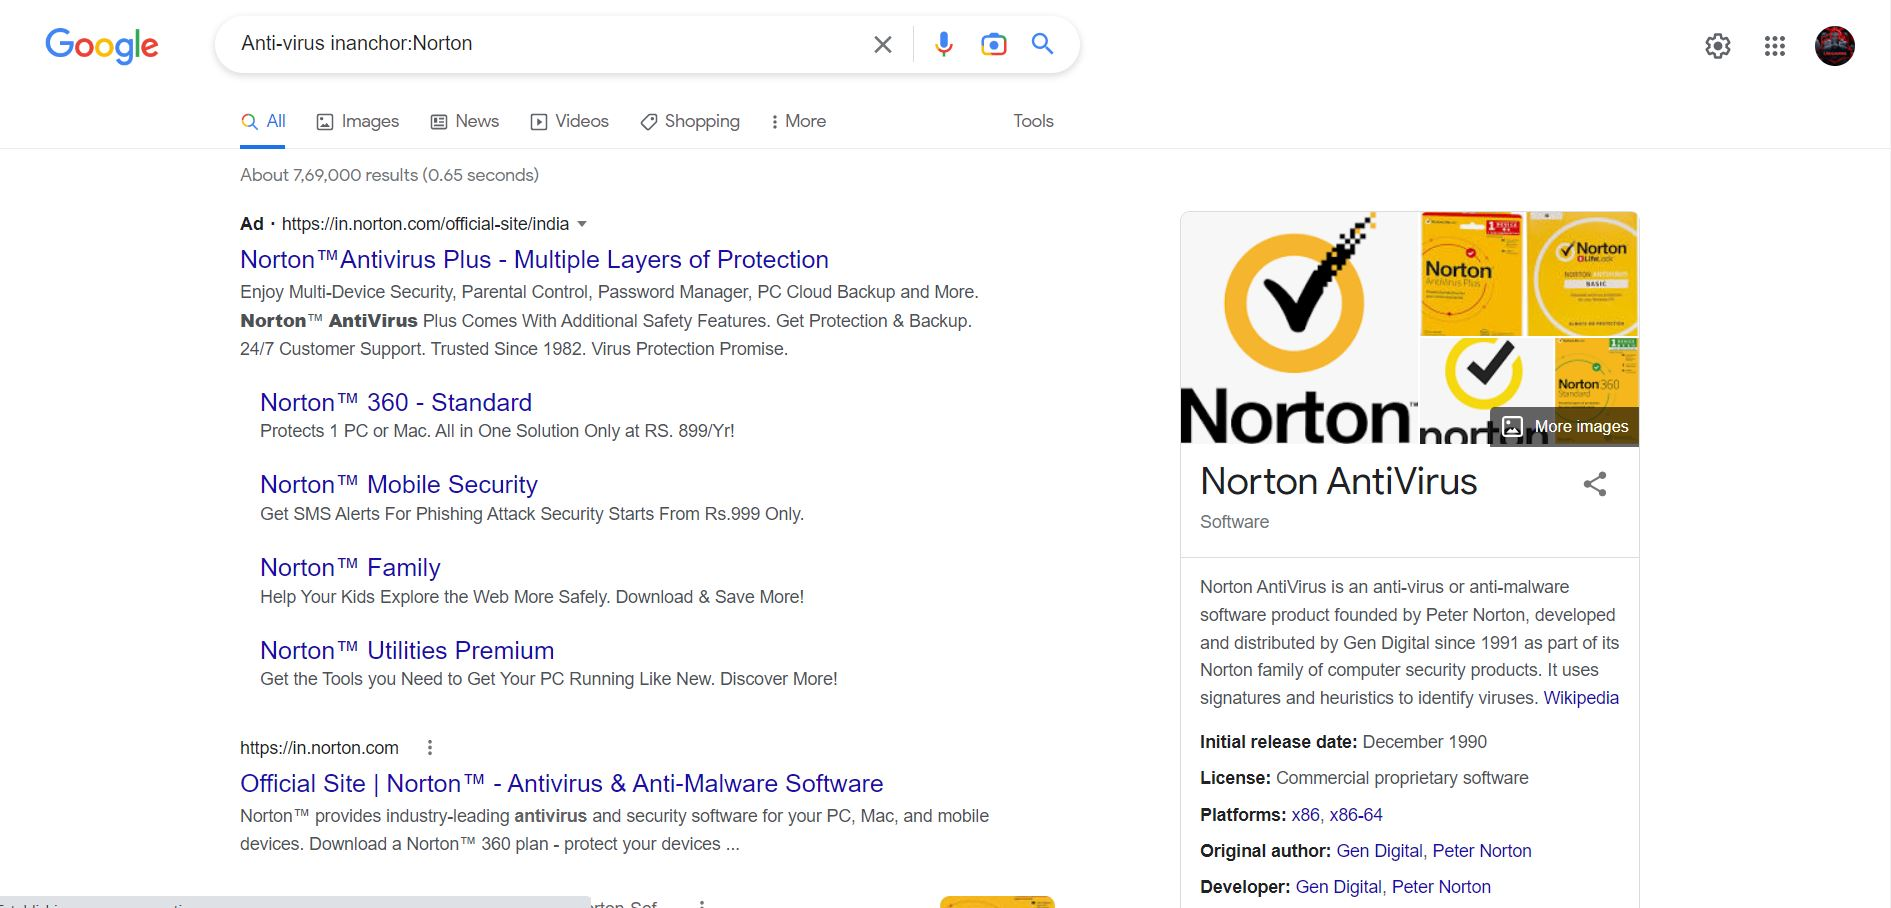 Google
Anti-virus inanchor:Norton
All
Images
News
Videos
Shopping
More
Tools
About 7,69,000 results (0.65 seconds)
Ad · https://in.norton.com/official-site/india
Norton™Antivirus Plus - Multiple Layers of Protection
Enjoy Multi-Device Security, Parental Control, Password Manager, PC Cloud Backup and More.
Norton™ AntiVirus Plus Comes With Additional Safety Features. Get Protection & Backup.
24/7 Customer Support. Trusted Since 1982. Virus Protection Promise.
Norton™ 360 - Standard
Protects 1 PC or Mac. All in One Solution Only at RS. 899/Yr!
Norton™ Mobile Security
Get SMS Alerts For Phishing Attack Security Starts From Rs.999 Only.
Norton™ Family
Help Your Kids Explore the Web More Safely. Download & Save More!
Norton™ Utilities Premium
Get the Tools you Need to Get Your PC Running Like New. Discover More!
https://in.norton.com
Official Site | Norton™ - Antivirus & Anti-Malware Software
Norton™ provides industry-leading antivirus and security software for your PC, Mac, and mobile
devices. Download a Norton™ 360 plan - protect your devices ...
Norton™
Norton
AntiVirus Plus
Norton
LifeLock
NORTON ANTIVIRUS
BASIC
norton
Norton 360
Standard
More images
Norton AntiVirus
Software
Norton AntiVirus is an anti-virus or anti-malware
software product founded by Peter Norton, developed
and distributed by Gen Digital since 1991 as part of its
Norton family of computer security products. It uses
signatures and heuristics to identify viruses. Wikipedia
Initial release date: December 1990
License: Commercial proprietary software
Platforms: x86, x86-64
Original author: Gen Digital, Peter Norton
Developer: Gen Digital, Peter Norton